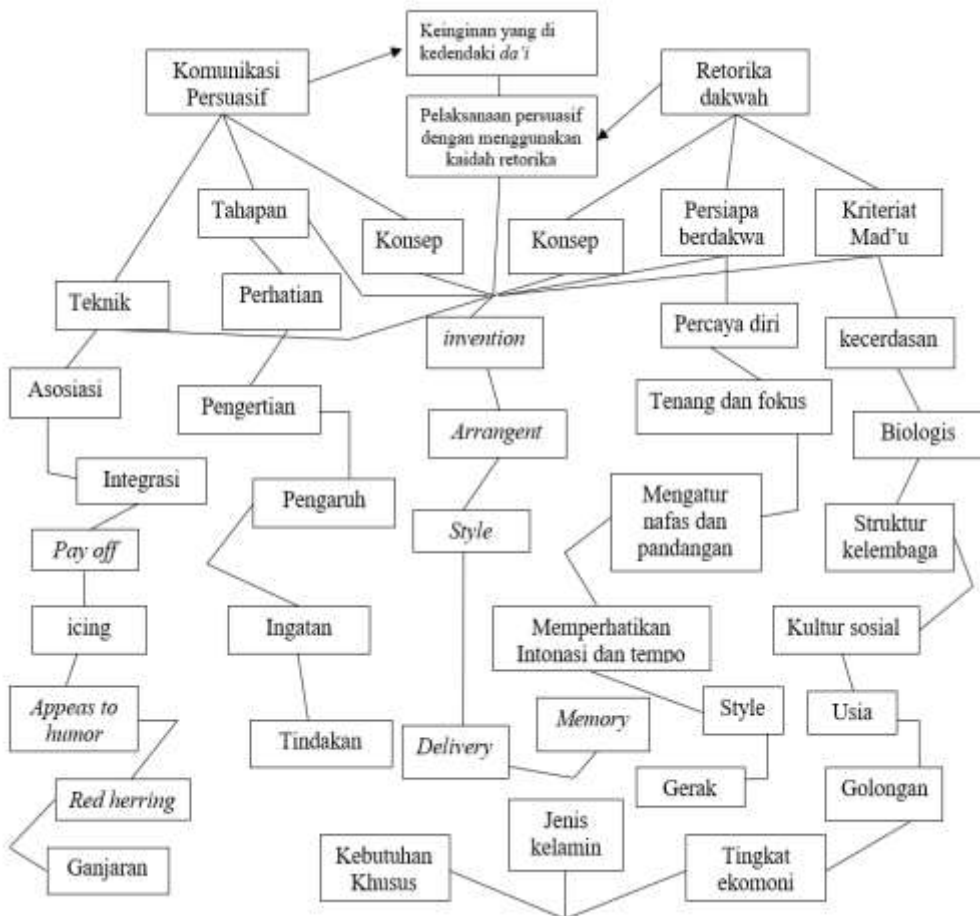 Keinginan yang di
kedendaki da'i
Komunikasi
Persuasif
Retorika
dakwah
Pelaksanaan persuasif
dengan menggunakan
kaidah retorika
Tahapan
Konsep
Konsep
Persiapa
berdakwa
Kriteriat
Mad'u
Teknik
Perhatian
invention
Percaya diri
kecerdasan
Asosiasi
Pengertian
Arrangent
Tenang dan fokus
Biologis
Integrasi
Pengaruh
Style
Mengatur
nafas dan
pandangan
Struktur
kelembaga
Pay off
icing
Ingatan
Memperhatikan
Intonasi dan tempo
Kultur sosial
Appeas to
humor
Tindakan
Delivery
Memory
Style
Usia
Red herring
Gerak
Golongan
Ganjaran
Kebutuhan
Khusus
Jenis
kelamin
Tingkat
ekomoni